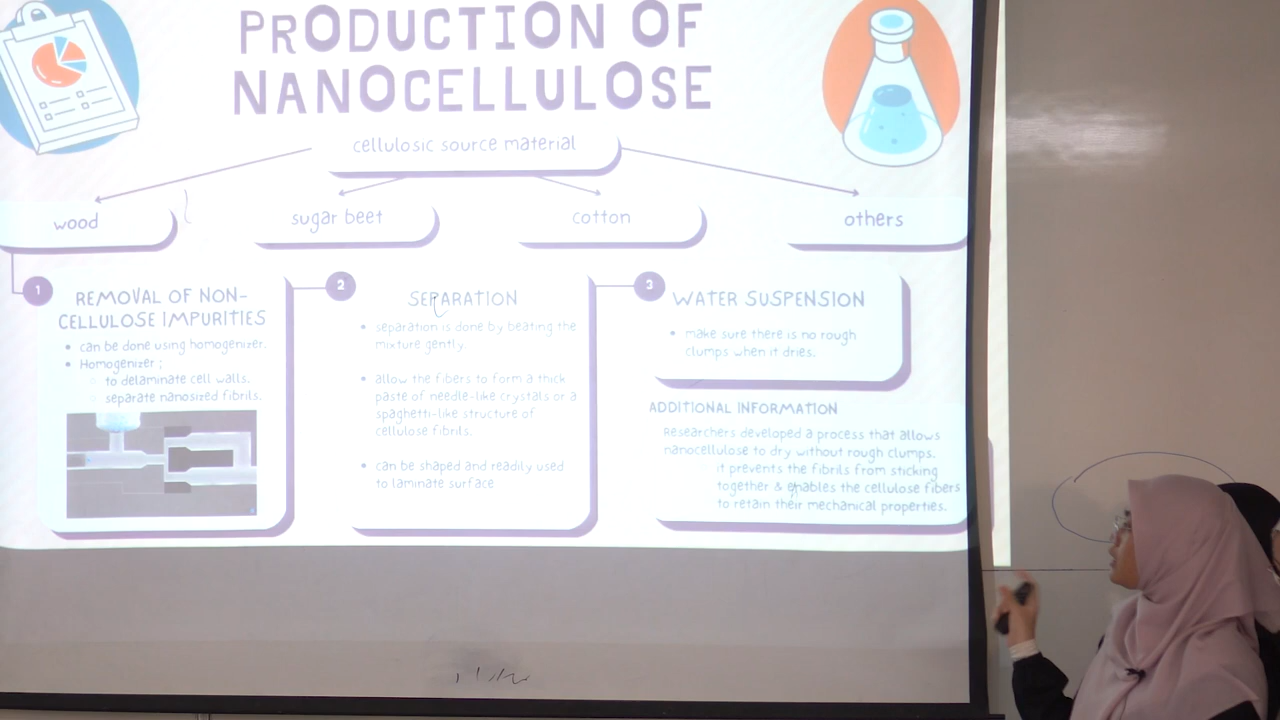 PRODUCTION OF
NANOCELLULOSE
cellulosic source material
wood
sugar beet
cotton
others
1
REMOVAL OF NON-
CELLULOSE IMPURITIES
• can be done using homogenizer.
• Homogenizer ;
◦ to delaminate cell walls.
◦ separate nanosized fibrils.
2
SEPARATION
• separation is done by beating the
mixture gently.
• allow the fibers to form a thick
paste of needle-like crystals or a
spaghetti-like structure of
cellulose fibrils.
• can be shaped and readily used
to laminate surface
3
WATER SUSPENSION
• make sure there is no rough
clumps when it dries.
ADDITIONAL INFORMATION
Researchers developed a process that allows
nanocellulose to dry without rough clumps.
it prevents the fibrils from sticking
together & enables the cellulose fibers
to retain their mechanical properties.